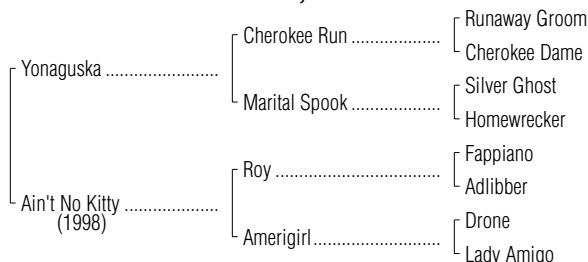 Runaway Groom
Cherokee Run ....................
Cherokee Dame
Yonaguska ............................
Silver Ghost
Marital Spook ....................
Homewrecker
Fappiano
Roy ........................................
Adlibber
Ain't No Kitty ........................
(1998)
Drone
Amerigirl ...............................
Lady Amigo